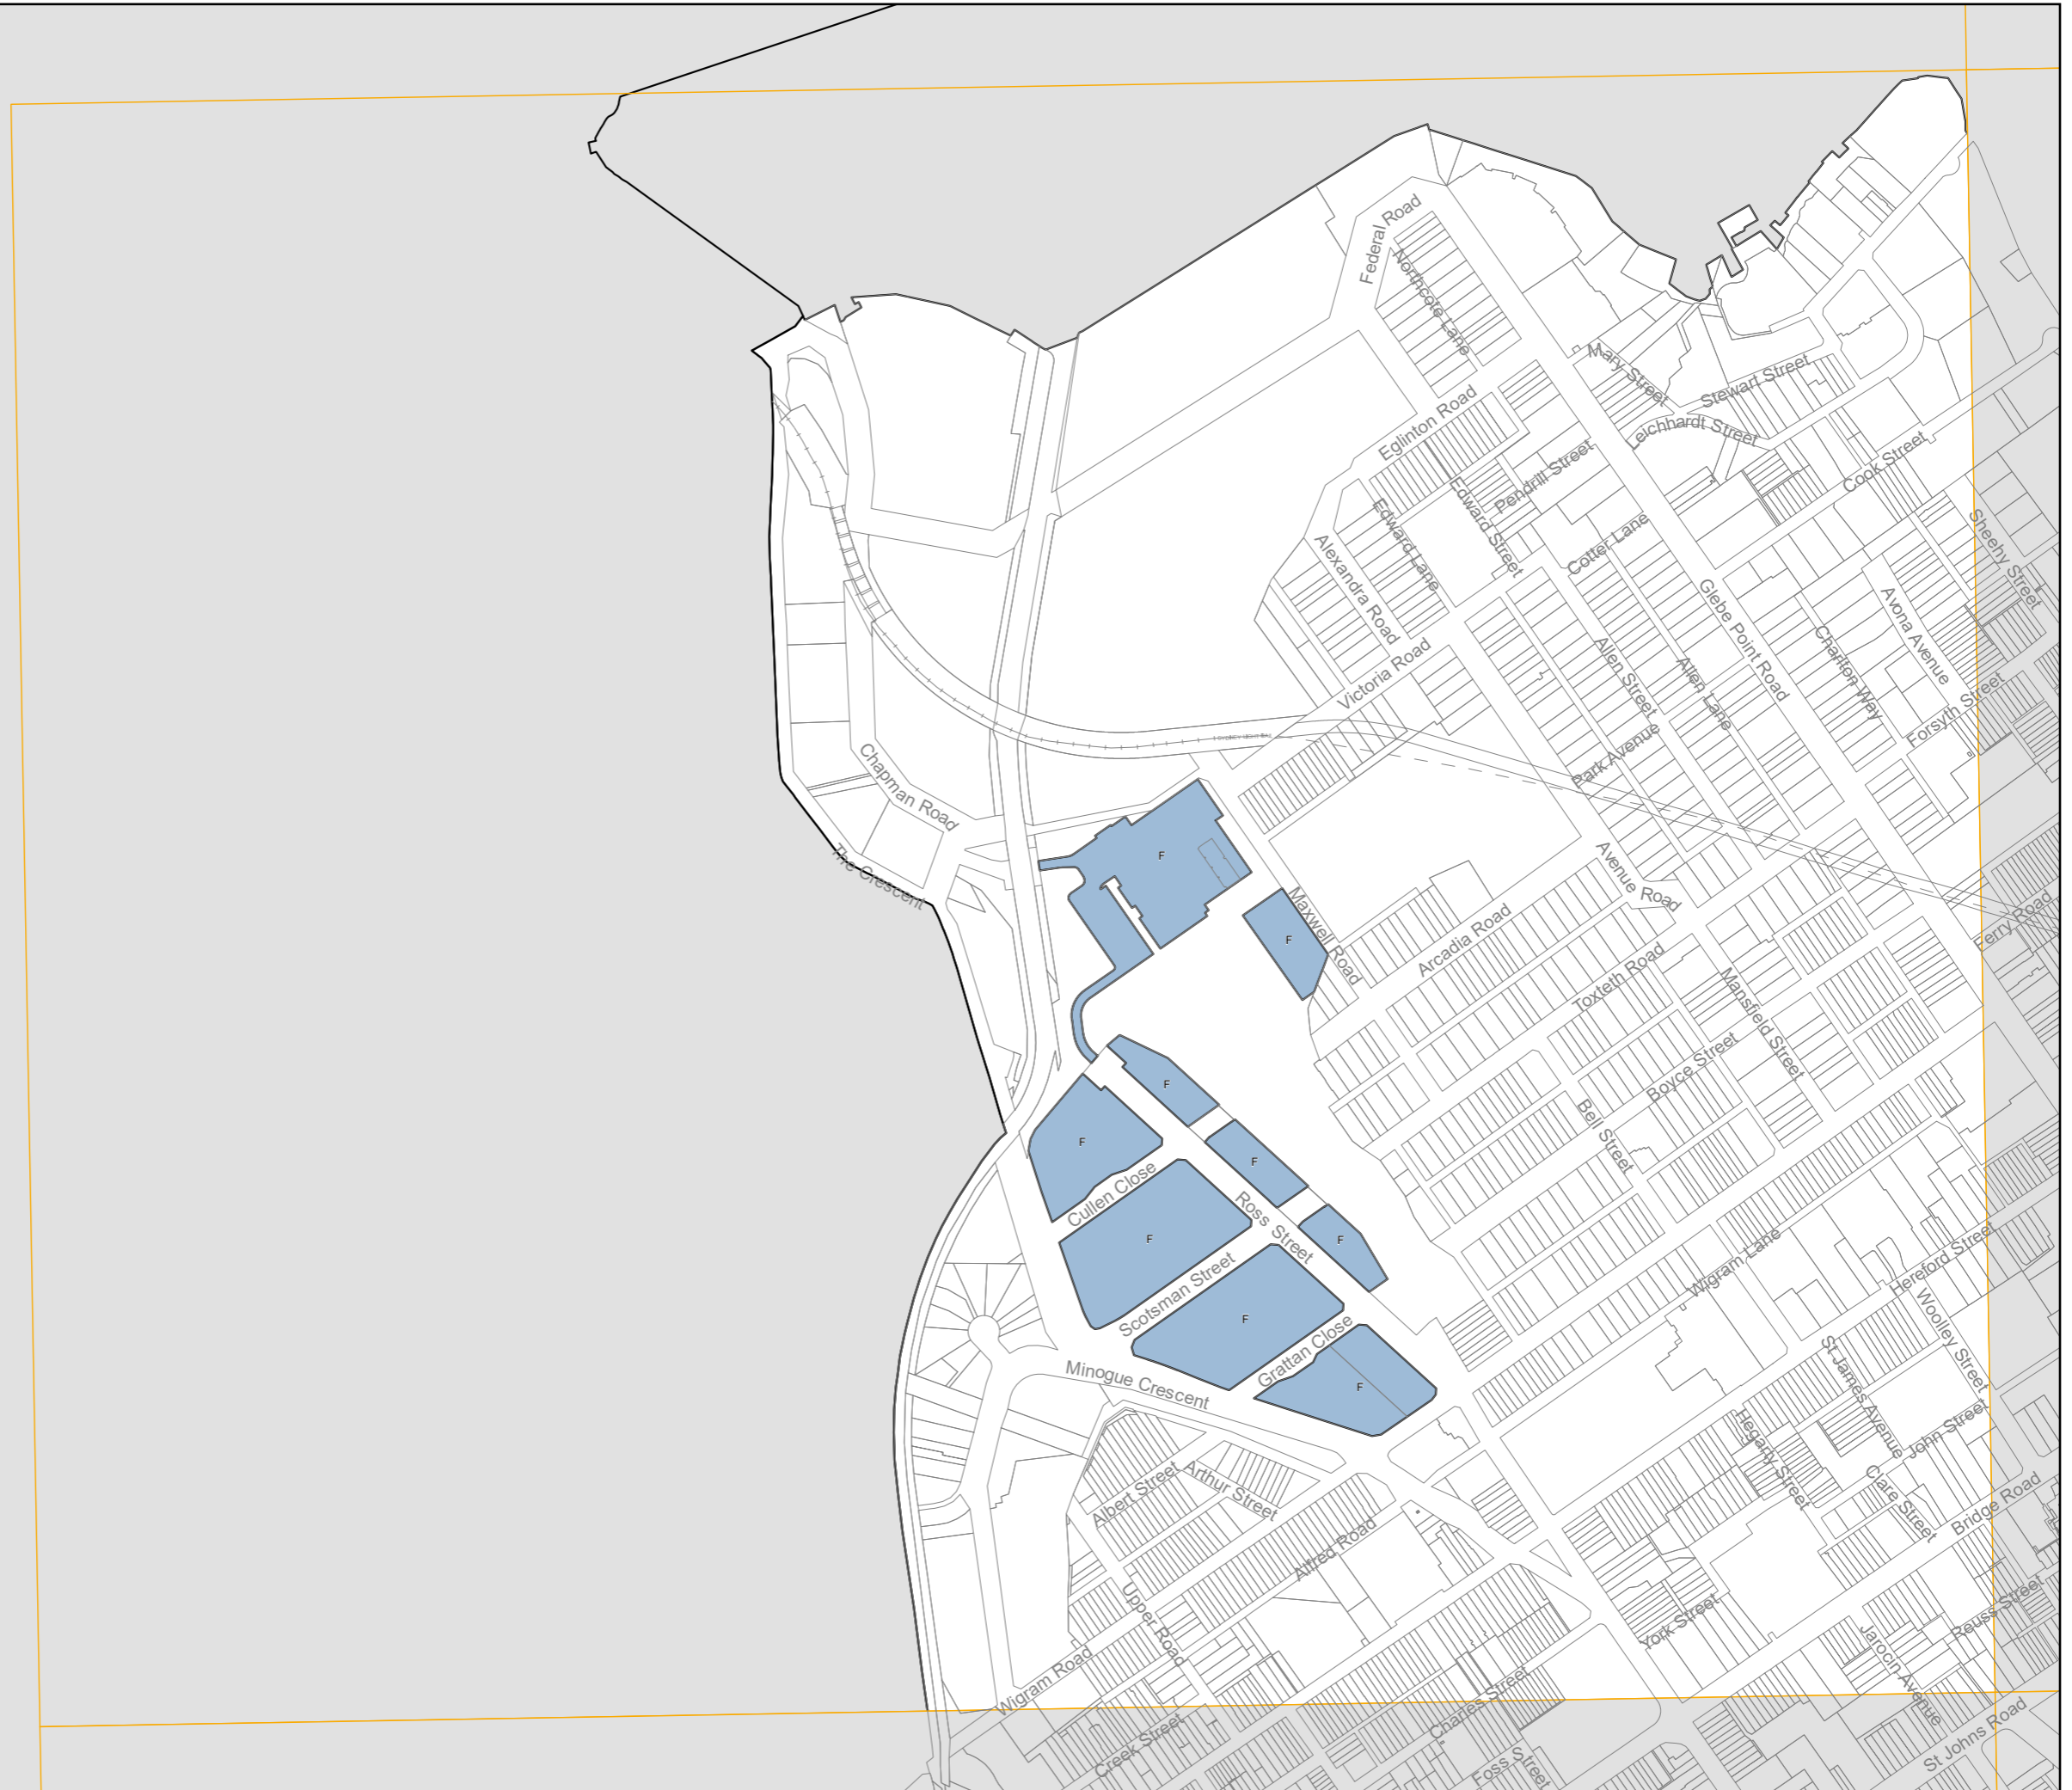 Federal Road
Northcote Lane
Mary Street
Stewart Street
Leichhardt Street
Eglinton Road
Cook Street
Pendrill Street
Edward Street
Edward Lane
Cotter Lane
Sheehy Street
Alexandra Road
Glebe Point Road
Avona Avenue
Charlton Way
Allen Street
Allen Lane
Victoria Road
Forsyth Street
Park Avenue
Chapman Road
The Crescent
F
Avenue Road
Maxwell Road
F
Arcadia Road
Ferry Road
Toxteth Road
Mansfield Street
Boyce Street
Bell Street
F
F
F
Cullen Close
Ross Street
F
F
Wigram Lane
Hereford Street
Scotsman Street
F
Woolley Street
Grattan Close
St James Avenue
Minogue Crescent
F
Hegarty Street
John Street
Clare Street
Bridge Road
Albert Street
Arthur Street
Alfred Road
Upper Road
York Street
Reuss Street
Jarocin Avenue
Wigram Road
Charles Street
Creek Street
St Johns Road
Foss Street